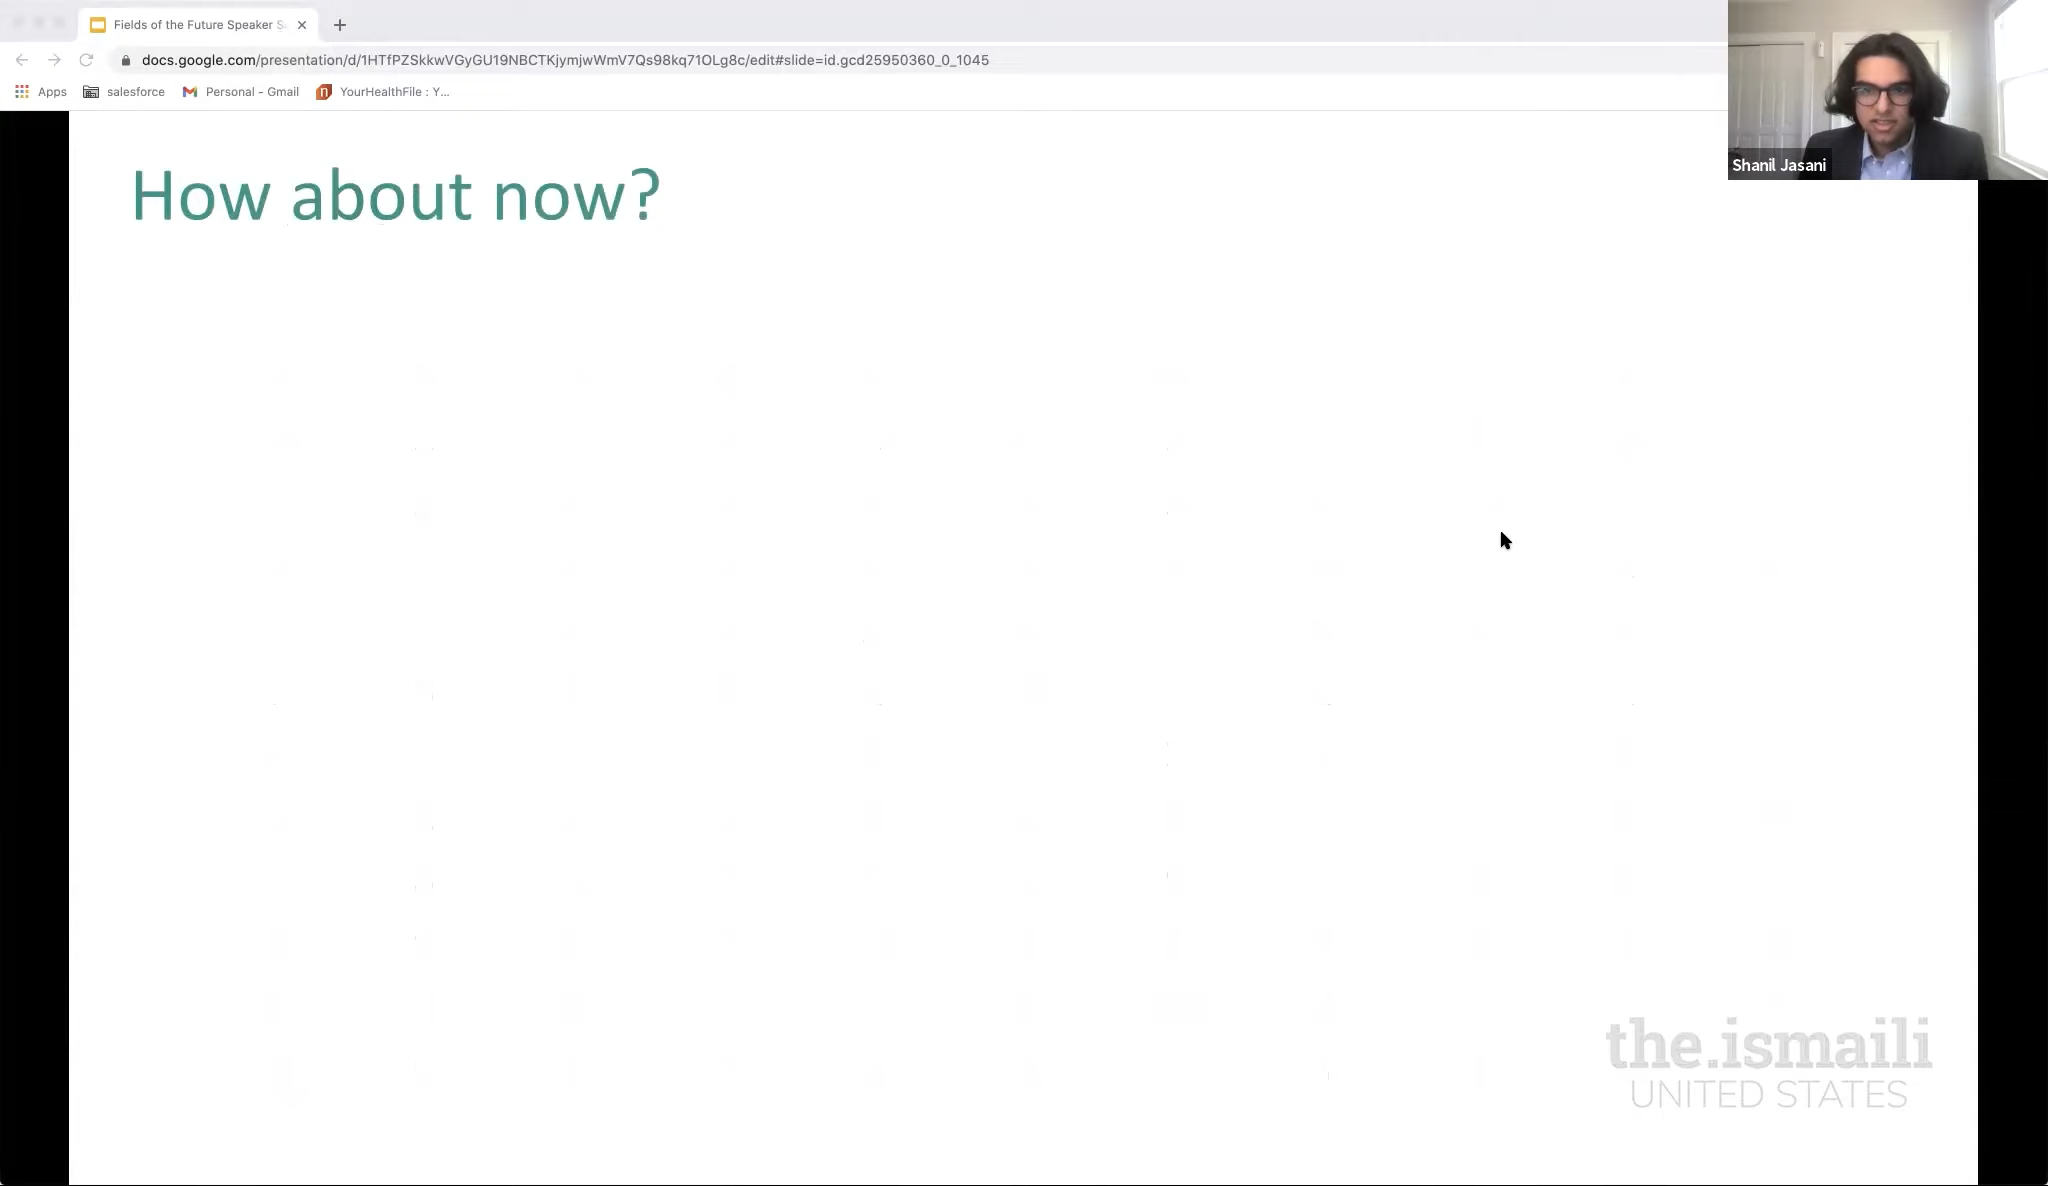 Fields of the Future Speaker S
docs.google.com/presentation/d/1HTfPZSkkwVGyGU19NBCTKjymjwWmV7Qs98kq71OLg8c/edit#slide=id.gcd25950360_0_1045
Apps salesforce Personal - Gmail YourHealthFile : Y...
Shanil Jasani
How about now?
the.ismaili
UNITED STATES